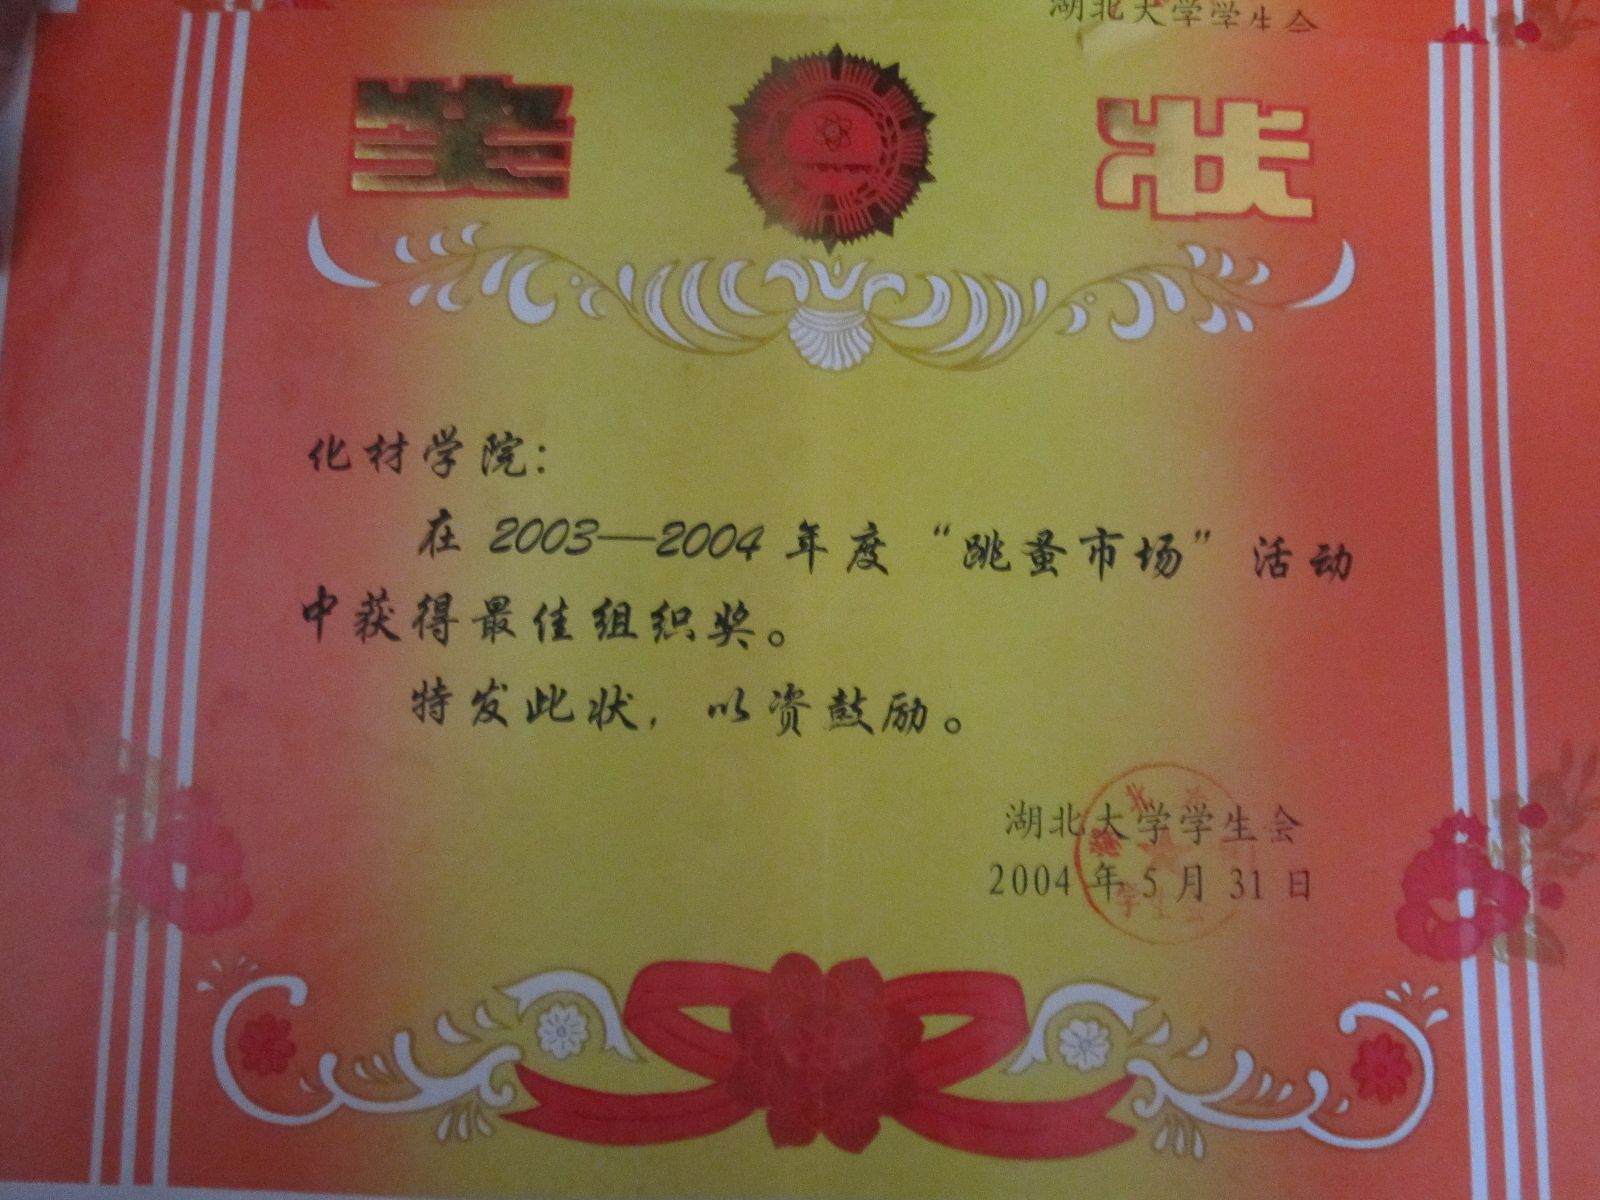 湖北大学学生会
奖状
化材学院：
在 2003—2004 年度“跳蚤市场”活动
中获得最佳组织奖。
特发此状，以资鼓励。
湖北大学学生会
2004 年 5 月 31 日